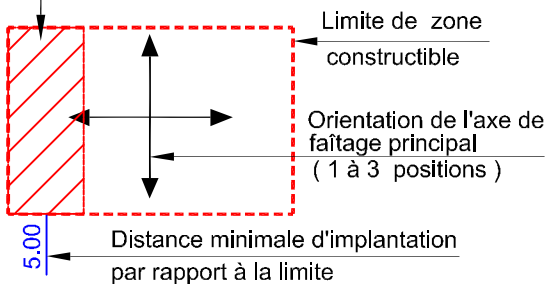 Limite de zone
constructible
Orientation de l'axe de
faîtage principal
( 1 à 3 positions )
5.00
Distance minimale d'implantation
par rapport à la limite